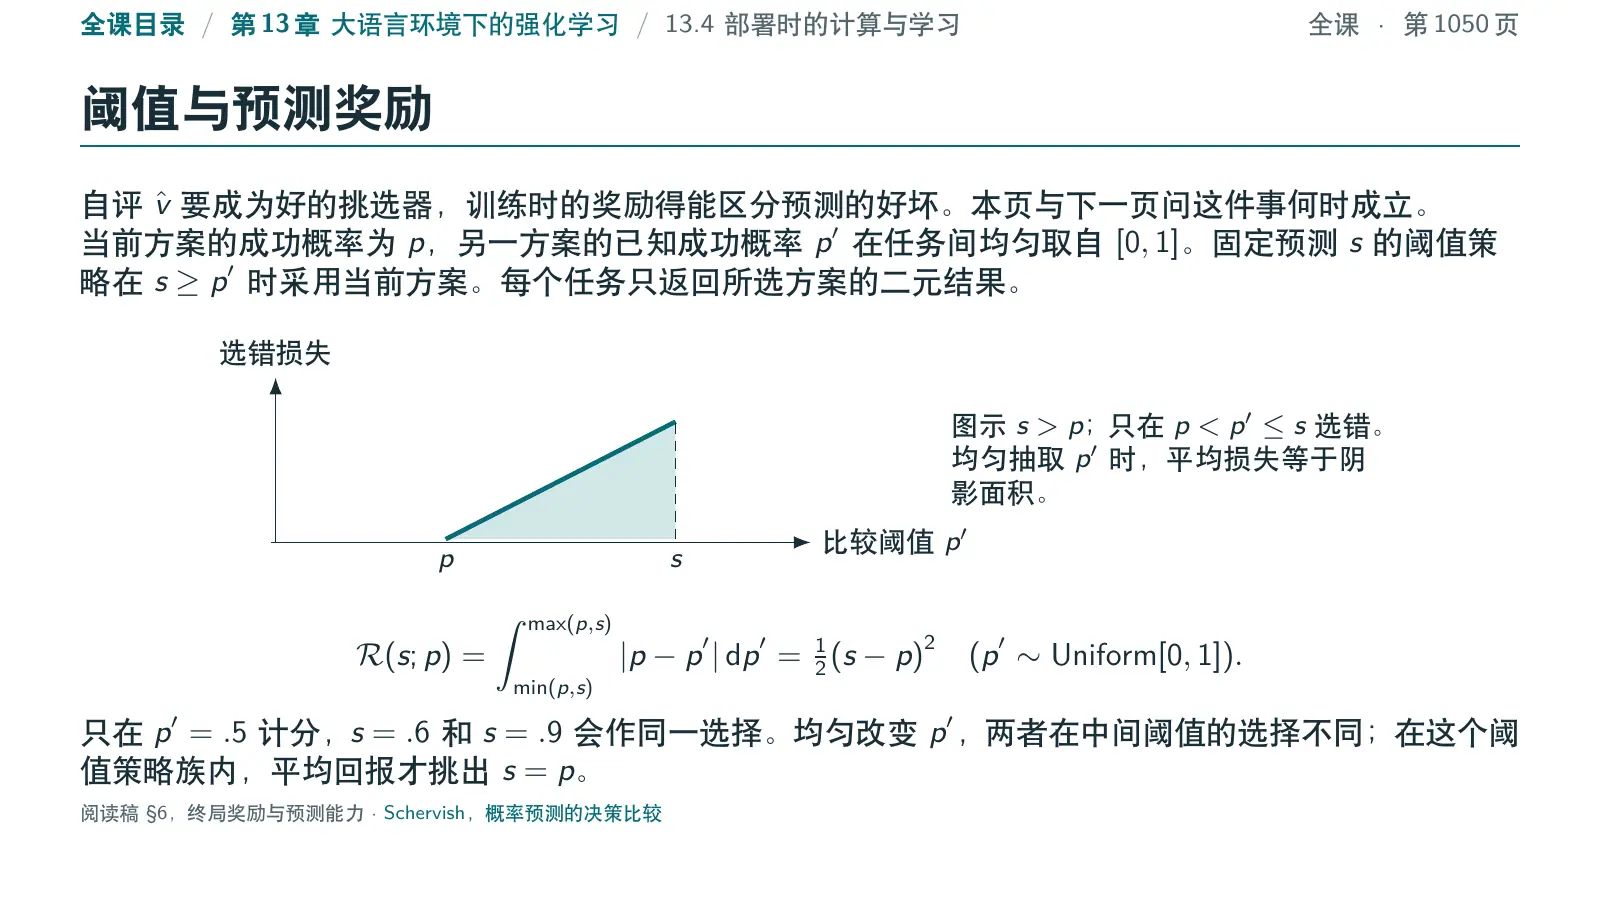 全课目录 / 第 13 章 大语言环境下的强化学习 / 13.4 部署时的计算与学习
全课 · 第 1050 页
阈值与预测奖励
自评 v̂ 要成为好的挑选器，训练时的奖励得能区分预测的好坏。本页与下一页问这件事何时成立。
当前方案的成功概率为 p，另一方案的已知成功概率 p′ 在任务间均匀取自 [0, 1]。固定预测 s 的阈值策
略在 s ≥ p′ 时采用当前方案。每个任务只返回所选方案的二元结果。
选错损失
图示 s > p；只在 p < p′ ≤ s 选错。
均匀抽取 p′ 时，平均损失等于阴
影面积。
比较阈值 p′
p
s
R(s; p) = ∫_{min(p,s)}^{max(p,s)} |p − p′| dp′ = ½(s − p)² (p′ ∼ Uniform[0, 1]).
只在 p′ = .5 计分，s = .6 和 s = .9 会作同一选择。均匀改变 p′，两者在中间阈值的选择不同；在这个阈
值策略族内，平均回报才挑出 s = p。
阅读稿 §6，终局奖励与预测能力 · Schervish，概率预测的决策比较